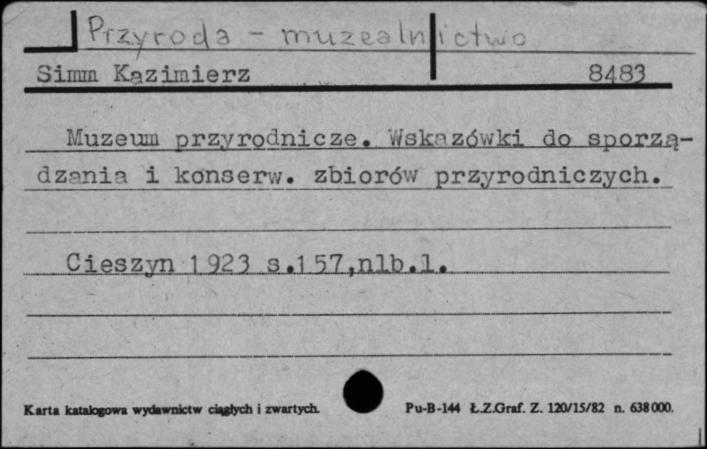 Przyroda - muzealnictwo
Simm Kazimierz 8483
Muzeum przyrodnicze. Wskazówki do sporzą-
dzania i konserw. zbiorów przyrodniczych.
Cieszyn 1923 s.157,nlb.1.
Karta katalogowa wydawnictw ciągłych i zwartych. Pu-B-144 Ł.Z.Graf. Z. 120/15/82 n. 638000.